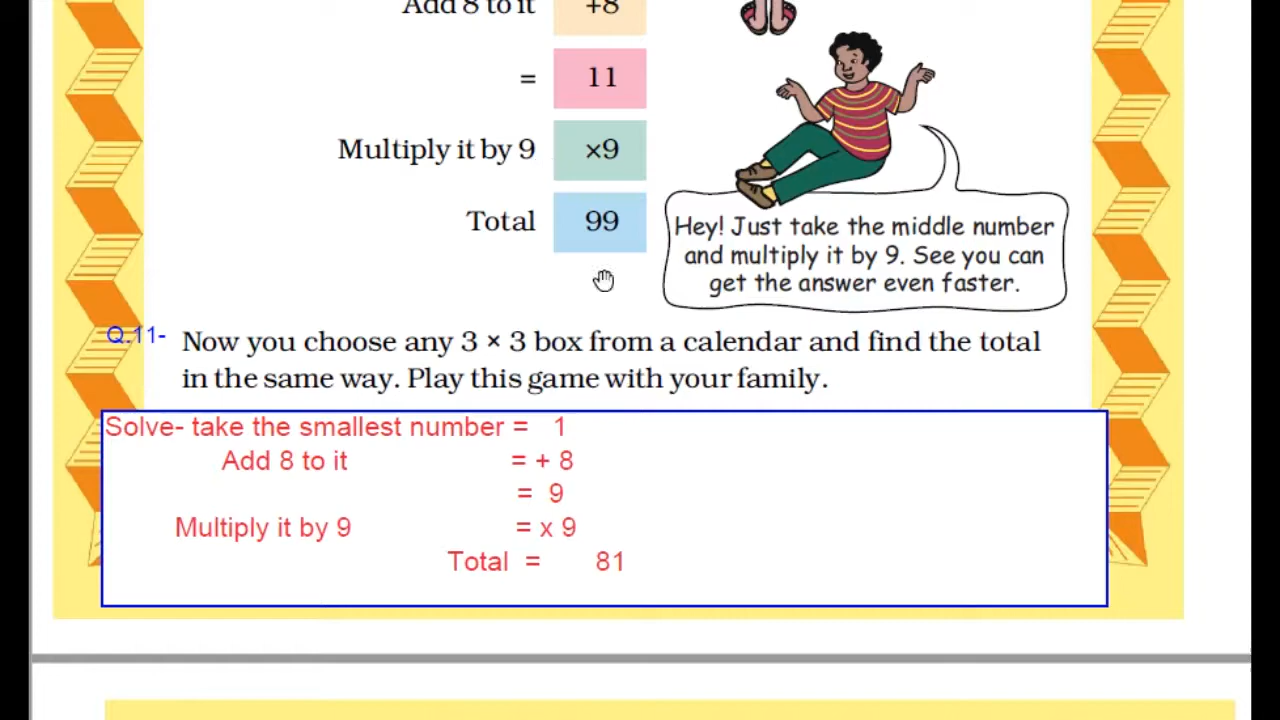 Add 8 to it +8
= 11
Multiply it by 9 ×9
Total 99
Hey! Just take the middle number
and multiply it by 9. See you can
get the answer even faster.
Q.11- Now you choose any 3 × 3 box from a calendar and find the total
in the same way. Play this game with your family.
Solve- take the smallest number = 1
Add 8 to it = + 8
= 9
Multiply it by 9 = x 9
Total = 81